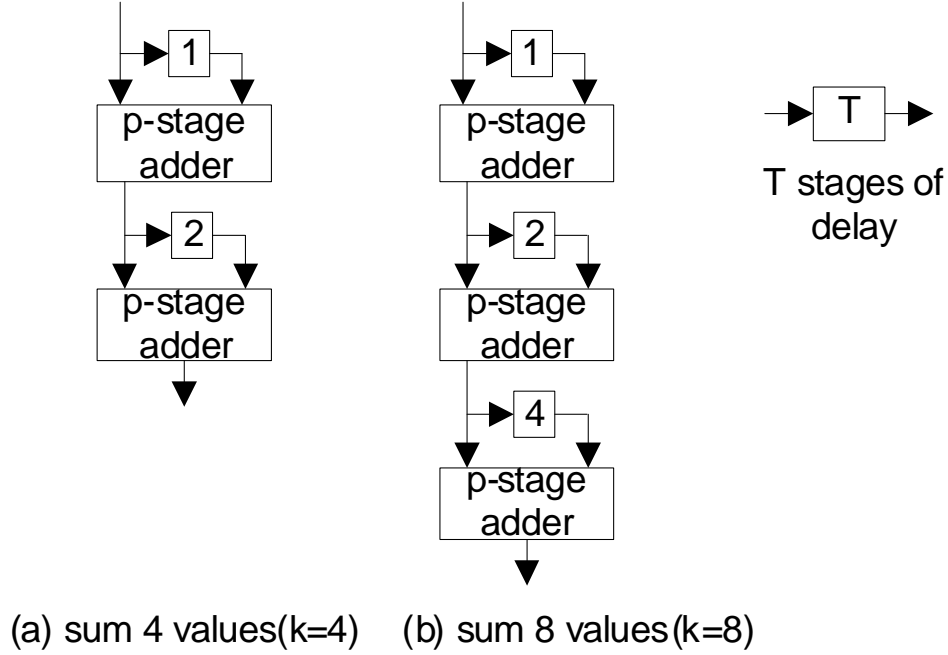 1
p-stage
adder
2
p-stage
adder
(a) sum 4 values(k=4)
1
p-stage
adder
2
p-stage
adder
4
p-stage
adder
(b) sum 8 values(k=8)
T
T stages of
delay